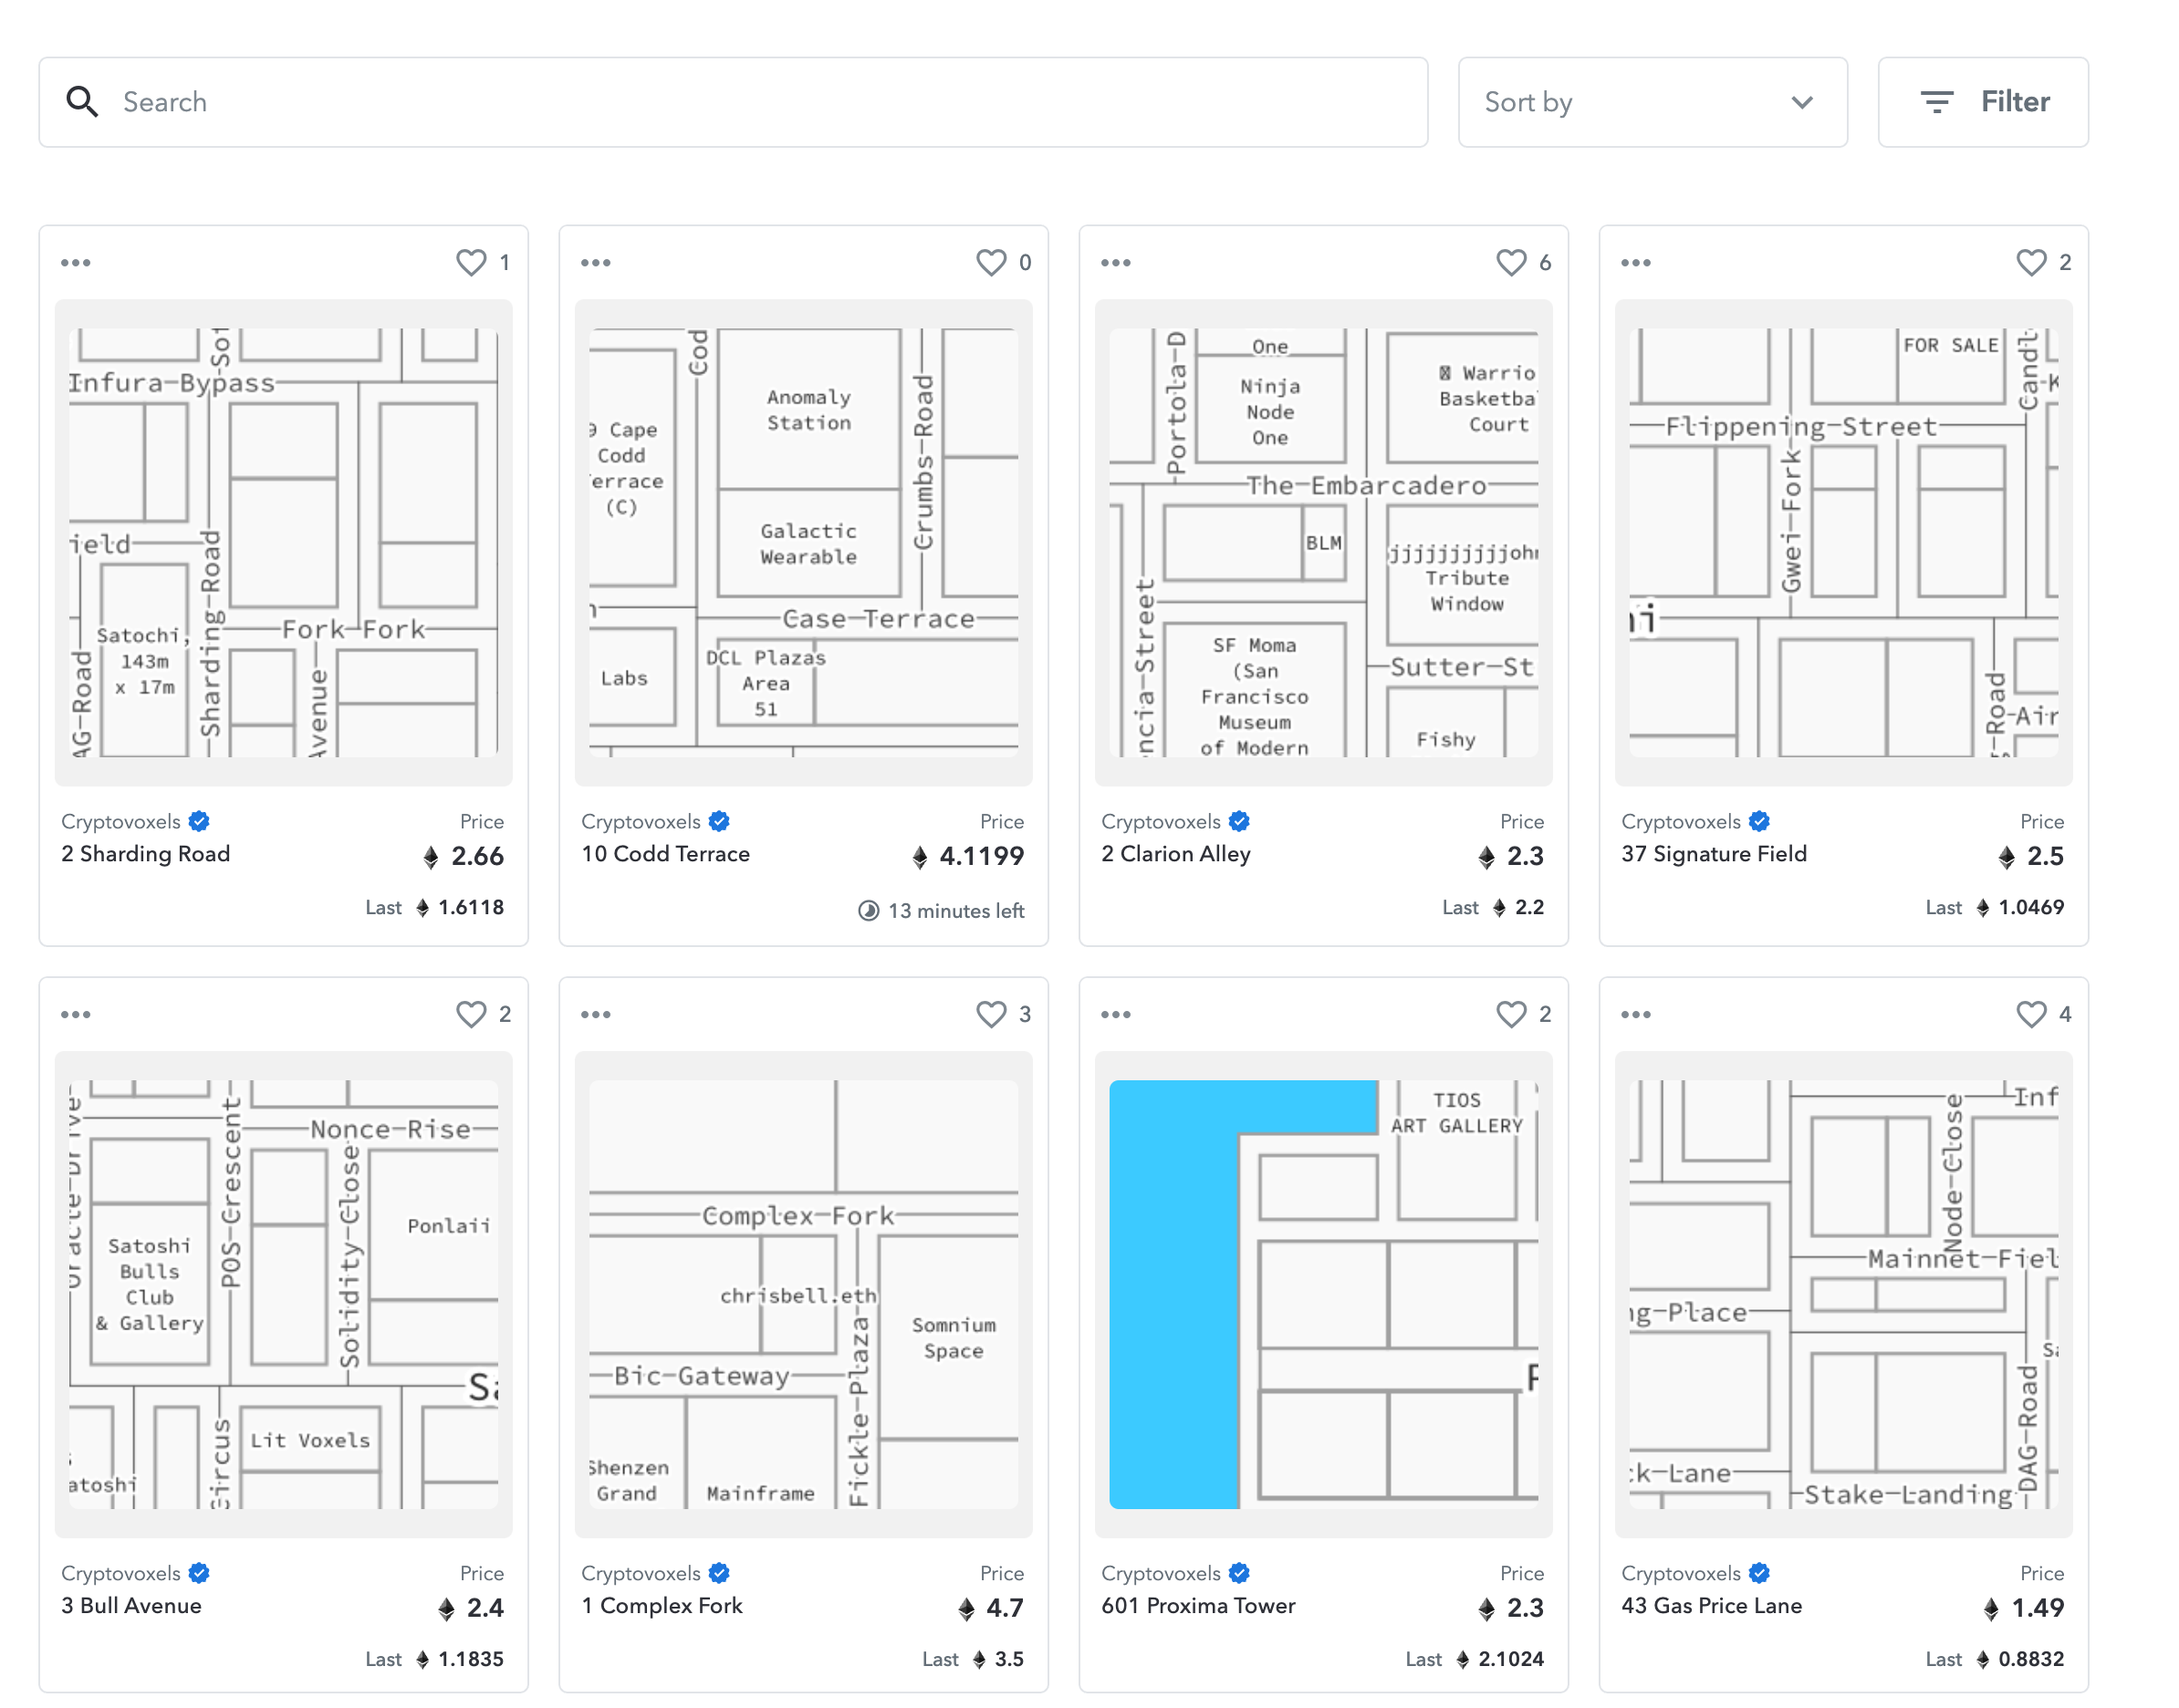 Search
Sort by
Filter
1
Infura Bypass
Sharding Road
Fork Fork
Avenue
Satochi,
143m
x 17m
AG-Road
Cryptovoxels
Price
2 Sharding Road
2.66
Last 1.6118
0
Cod
Anomaly
Station
9 Cape
Codd
errace
(C)
Crumbs Road
Galactic
Wearable
Case Terrace
Labs
DCL Plazas
Area
51
Cryptovoxels
Price
10 Codd Terrace
4.1199
13 minutes left
6
Portola D
One
Ninja
Node
One
Warrio
Basketba
Court
The Embarcadero
BLM
jjjjjjjjjjohn
Tribute
Window
ncia-Street
SF Moma
(San
Francisco
Museum
of Modern
Sutter St
Fishy
Cryptovoxels
Price
2 Clarion Alley
2.3
Last 2.2
2
FOR SALE
Candl
Flippening Street
Gwei Fork
Road
Air
Cryptovoxels
Price
37 Signature Field
2.5
Last 1.0469
2
POS Crescent
Nonce Rise
Solidity Close
Ponlaii
Satoshi
Bulls
Club
& Gallery
Lit Voxels
atoshi
Cryptovoxels
Price
3 Bull Avenue
2.4
Last 1.1835
3
Complex Fork
chrisbell.eth
Somnium
Space
Bic Gateway
Fickle Plaza
Shenzen
Grand
Mainframe
Cryptovoxels
Price
1 Complex Fork
4.7
Last 3.5
2
TIOS
ART GALLERY
Cryptovoxels
Price
601 Proxima Tower
2.3
Last 2.1024
4
Inf
Node Close
Mainnet Fiel
ng Place
DAG Road
ck Lane
Stake Landing
Cryptovoxels
Price
43 Gas Price Lane
1.49
Last 0.8832